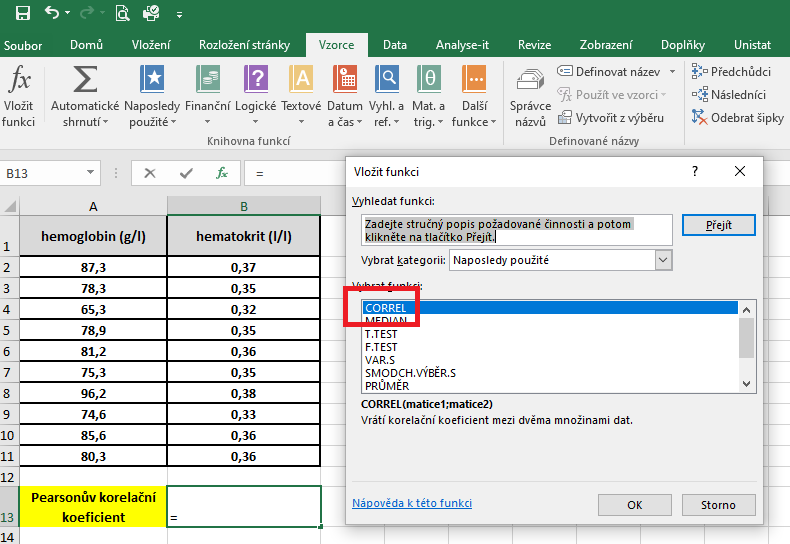 Soubor Domů Vložení Rozložení stránky Vzorce Data Analyse-it Revize Zobrazení Doplňky Unistat
fx
Vložit funkci
Σ
Automatické shrnutí
Naposledy použité
Finanční
Logické
Textové
Datum a čas
Vyhl. a ref.
Mat. a trig.
Další funkce
Knihovna funkcí
Správce názvů
Definovat název
Použít ve vzorci
Vytvořit z výběru
Definované názvy
Předchůdci
Následníci
Odebrat šipky
B13 fx =
A B
1 hemoglobin (g/l) hematokrit (l/l)
2 87,3 0,37
3 78,3 0,35
4 65,3 0,32
5 78,9 0,35
6 81,2 0,36
7 75,3 0,35
8 96,2 0,38
9 74,6 0,33
10 85,6 0,36
11 80,3 0,36
12
13 Pearsonův korelační
koeficient =
14
Vložit funkci ?
Vyhledat funkci:
Zadejte stručný popis požadované činnosti a potom
klikněte na tlačítko Přejít.
Přejít
Vybrat kategorii: Naposledy použité
Vybrat funkci:
CORREL
MEDIAN
T.TEST
F.TEST
VAR.S
SMODCH.VÝBĚR.S
PRŮMĚR
CORREL(matice1;matice2)
Vrátí korelační koeficient mezi dvěma množinami dat.
Nápověda k této funkci
OK Storno